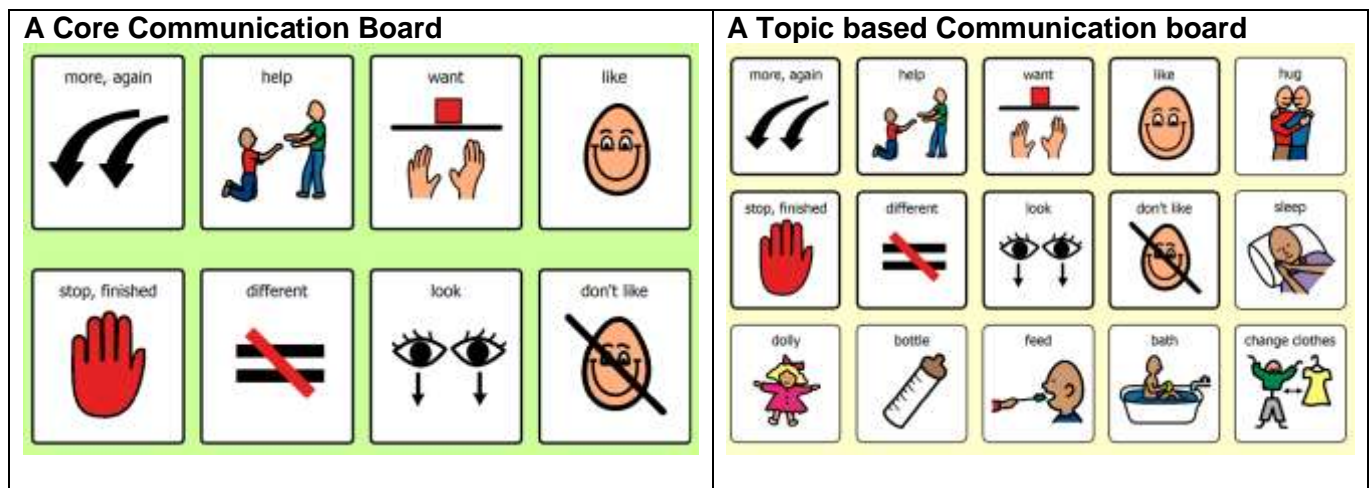 A Core Communication Board
more, again help want like
stop, finished different look don't like
A Topic based Communication board
more, again help want like hug
stop, finished different look don't like sleep
dolly bottle feed bath change clothes